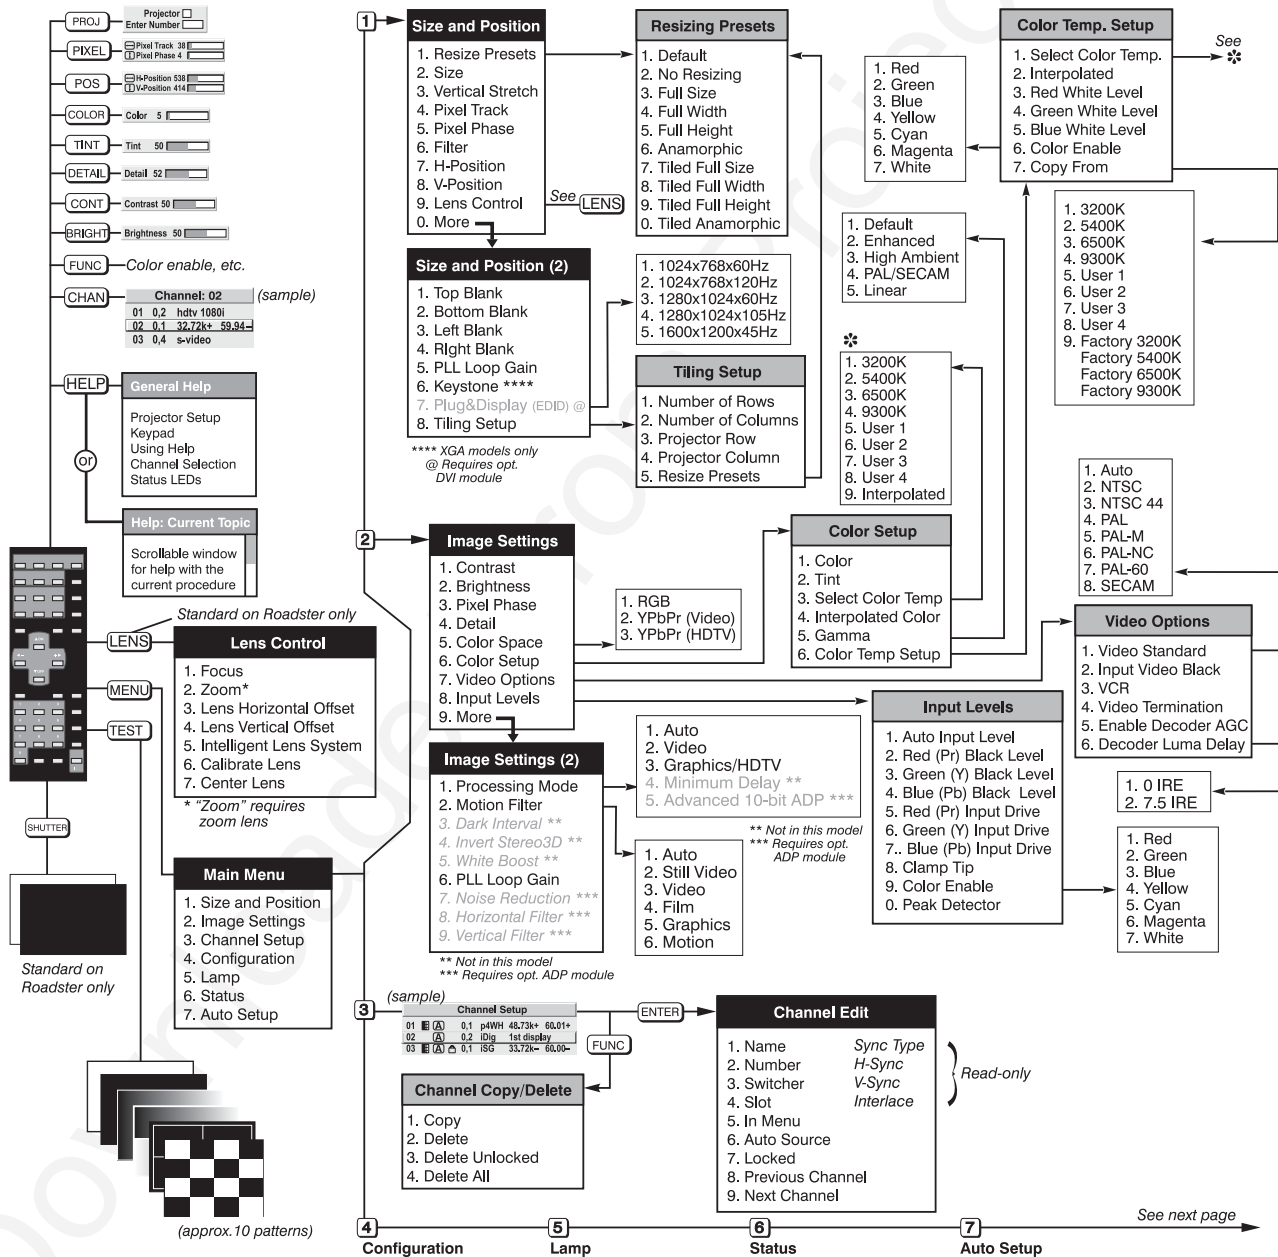 PROJ
Projector
Enter Number
PIXEL
Pixel Track 38
Pixel Phase 4
POS
H-Position 538
V-Position 414
COLOR
Color 5
TINT
Tint 50
DETAIL
Detail 52
CONT
Contrast 50
BRIGHT
Brightness 50
FUNC
Color enable, etc.
CHAN
Channel: 02
(sample)
01 0,2 hdtv 1080i
02 0.1 32.72k+ 59.94–
03 0,4 s-video
HELP
General Help
Projector Setup
Keypad
Using Help
Channel Selection
Status LEDs
or
Help: Current Topic
Scrollable window
for help with the
current procedure
Standard on Roadster only
LENS
Lens Control
1. Focus
2. Zoom*
3. Lens Horizontal Offset
4. Lens Vertical Offset
5. Intelligent Lens System
6. Calibrate Lens
7. Center Lens
* "Zoom" requires
zoom lens
MENU
TEST
SHUTTER
Standard on
Roadster only
Main Menu
1. Size and Position
2. Image Settings
3. Channel Setup
4. Configuration
5. Lamp
6. Status
7. Auto Setup
(approx.10 patterns)
1
Size and Position
1. Resize Presets
2. Size
3. Vertical Stretch
4. Pixel Track
5. Pixel Phase
6. Filter
7. H-Position
8. V-Position
9. Lens Control
0. More
See LENS
Resizing Presets
1. Default
2. No Resizing
3. Full Size
4. Full Width
5. Full Height
6. Anamorphic
7. Tiled Full Size
8. Tiled Full Width
9. Tiled Full Height
0. Tiled Anamorphic
Size and Position (2)
1. Top Blank
2. Bottom Blank
3. Left Blank
4. RIght Blank
5. PLL Loop Gain
6. Keystone ****
7. Plug&Display (EDID) @
8. Tiling Setup
**** XGA models only
@ Requires opt.
DVI module
1. 1024x768x60Hz
2. 1024x768x120Hz
3. 1280x1024x60Hz
4. 1280x1024x105Hz
5. 1600x1200x45Hz
Tiling Setup
1. Number of Rows
2. Number of Columns
3. Projector Row
4. Projector Column
5. Resize Presets
Color Temp. Setup
1. Select Color Temp.
2. Interpolated
3. Red White Level
4. Green White Level
5. Blue White Level
6. Color Enable
7. Copy From
See
✽
1. Red
2. Green
3. Blue
4. Yellow
5. Cyan
6. Magenta
7. White
1. Default
2. Enhanced
3. High Ambient
4. PAL/SECAM
5. Linear
1. 3200K
2. 5400K
3. 6500K
4. 9300K
5. User 1
6. User 2
7. User 3
8. User 4
9. Factory 3200K
Factory 5400K
Factory 6500K
Factory 9300K
✽
1. 3200K
2. 5400K
3. 6500K
4. 9300K
5. User 1
6. User 2
7. User 3
8. User 4
9. Interpolated
2
Image Settings
1. Contrast
2. Brightness
3. Pixel Phase
4. Detail
5. Color Space
6. Color Setup
7. Video Options
8. Input Levels
9. More
1. RGB
2. YPbPr (Video)
3. YPbPr (HDTV)
Color Setup
1. Color
2. Tint
3. Select Color Temp
4. Interpolated Color
5. Gamma
6. Color Temp Setup
1. Auto
2. NTSC
3. NTSC 44
4. PAL
5. PAL-M
6. PAL-NC
7. PAL-60
8. SECAM
Video Options
1. Video Standard
2. Input Video Black
3. VCR
4. Video Termination
5. Enable Decoder AGC
6. Decoder Luma Delay
1. 0 IRE
2. 7.5 IRE
Input Levels
1. Auto Input Level
2. Red (Pr) Black Level
3. Green (Y) Black Level
4. Blue (Pb) Black Level
5. Red (Pr) Input Drive
6. Green (Y) Input Drive
7.. Blue (Pb) Input Drive
8. Clamp Tip
9. Color Enable
0. Peak Detector
1. Red
2. Green
3. Blue
4. Yellow
5. Cyan
6. Magenta
7. White
Image Settings (2)
1. Processing Mode
2. Motion Filter
3. Dark Interval **
4. Invert Stereo3D **
5. White Boost **
6. PLL Loop Gain
7. Noise Reduction ***
8. Horizontal Filter ***
9. Vertical Filter ***
** Not in this model
*** Requires opt. ADP module
1. Auto
2. Video
3. Graphics/HDTV
4. Minimum Delay **
5. Advanced 10-bit ADP ***
** Not in this model
*** Requires opt.
ADP module
1. Auto
2. Still Video
3. Video
4. Film
5. Graphics
6. Motion
3
(sample)
Channel Setup
01 A 0,1 p4WH 48.73k+ 60.01+
02 A 0,2 iDig 1st display
03 A 0,1 iSG 33.72k– 60.00–
ENTER
FUNC
Channel Copy/Delete
1. Copy
2. Delete
3. Delete Unlocked
4. Delete All
Channel Edit
1. Name Sync Type
2. Number H-Sync
3. Switcher V-Sync
4. Slot Interlace
5. In Menu
6. Auto Source
7. Locked
8. Previous Channel
9. Next Channel
Read-only
4
Configuration
5
Lamp
6
Status
7
Auto Setup
See next page